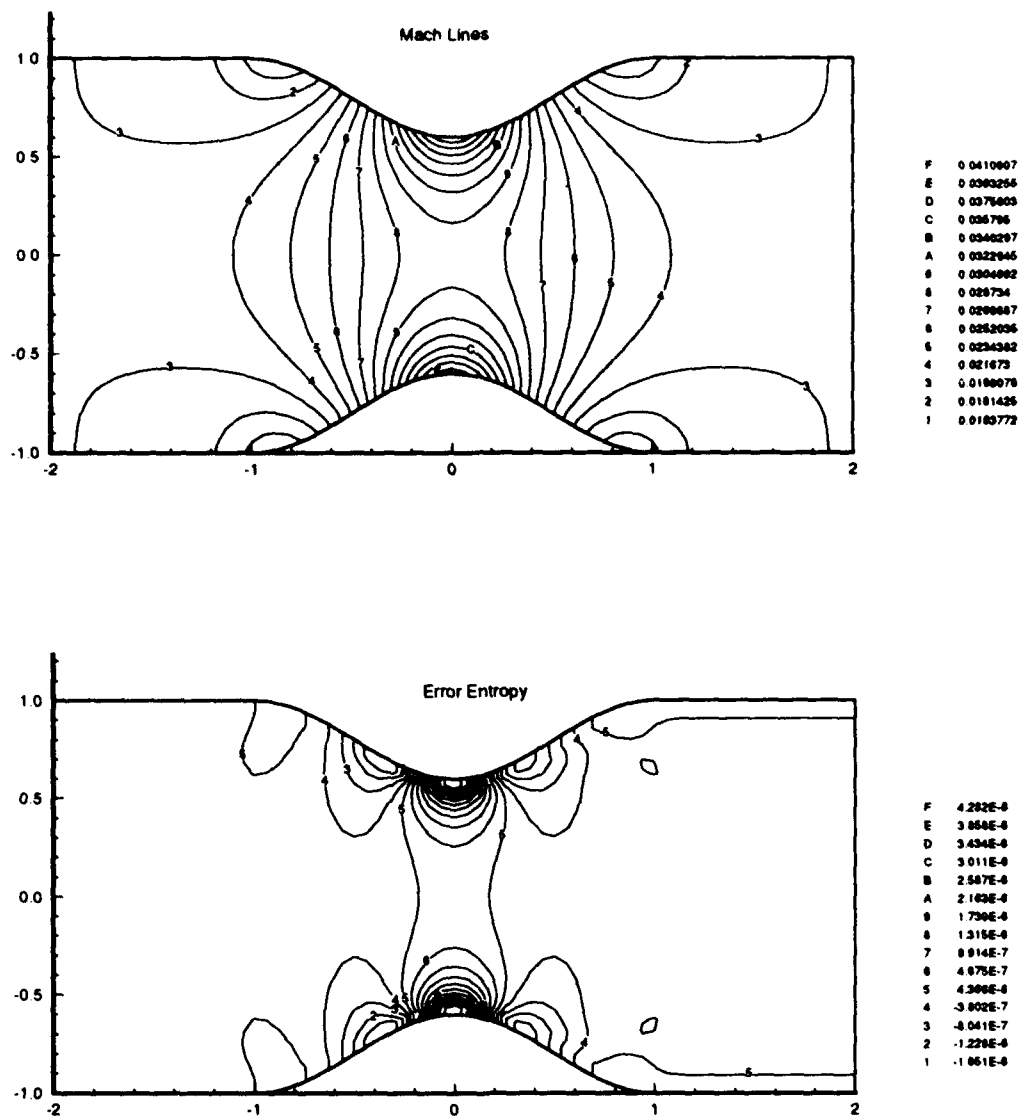 Mach Lines
1.0
0.5
0.0
-0.5
-1.0
-2
-1
0
1
2
F 0.0410907
E 0.0393255
D 0.0375603
C 0.035795
B 0.0340297
A 0.0322645
9 0.0304992
8 0.028734
7 0.0269687
6 0.0252035
5 0.0234382
4 0.021673
3 0.0199078
2 0.0181425
1 0.0163772
Error Entropy
1.0
0.5
0.0
-0.5
-1.0
-2
-1
0
1
2
F 4.282E-6
E 3.858E-6
D 3.434E-6
C 3.011E-6
B 2.587E-6
A 2.163E-6
9 1.739E-6
8 1.315E-6
7 8.914E-7
6 4.675E-7
5 4.366E-8
4 -3.802E-7
3 -8.041E-7
2 -1.228E-6
1 -1.651E-6